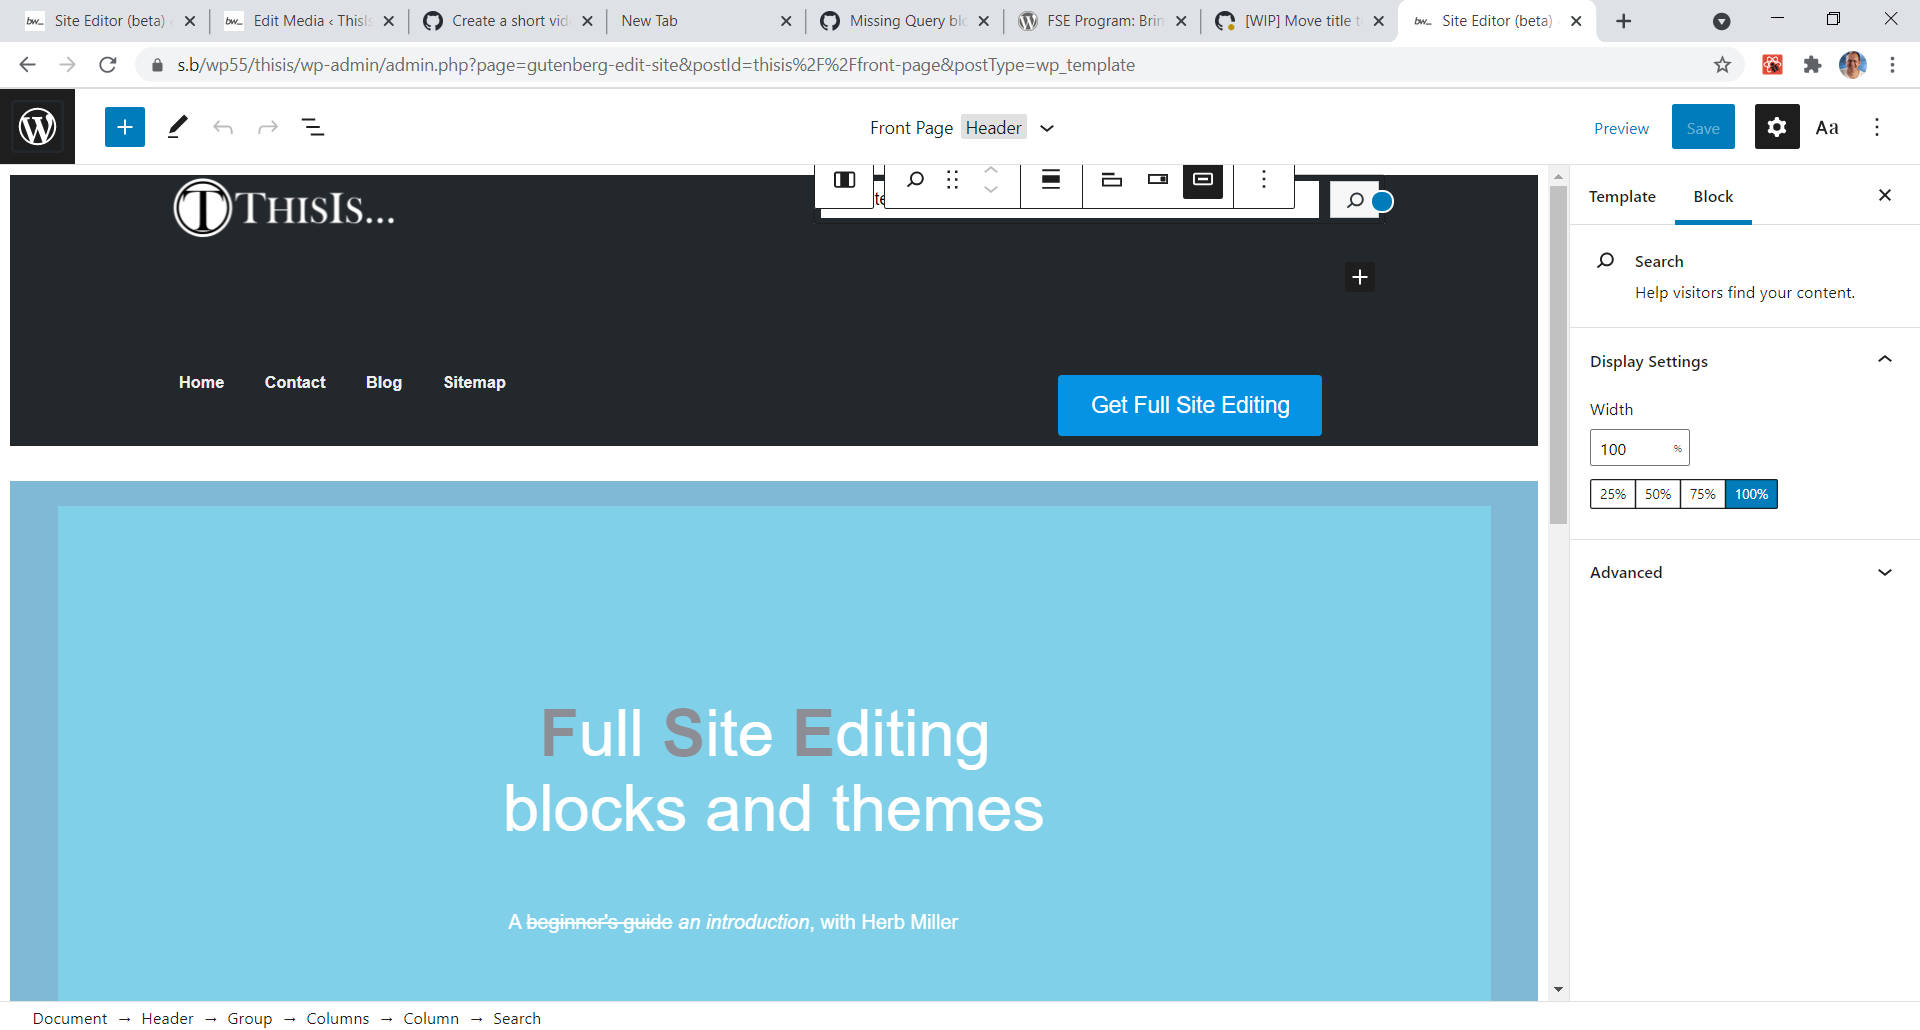 bw_ Site Editor (beta)
bw_ Edit Media ‹ ThisIs
Create a short vid
New Tab
Missing Query blo
FSE Program: Brin
[WIP] Move title t
bw_ Site Editor (beta)
s.b/wp55/thisis/wp-admin/admin.php?page=gutenberg-edit-site&postId=thisis%2F%2Ffront-page&postType=wp_template
Front Page Header
Preview Save Aa
THISIS...
te
Home Contact Blog Sitemap
Get Full Site Editing
Full Site Editing
blocks and themes
A beginner's guide an introduction, with Herb Miller
Template Block
Search
Help visitors find your content.
Display Settings
Width
100 %
25% 50% 75% 100%
Advanced
Document → Header → Group → Columns → Column → Search